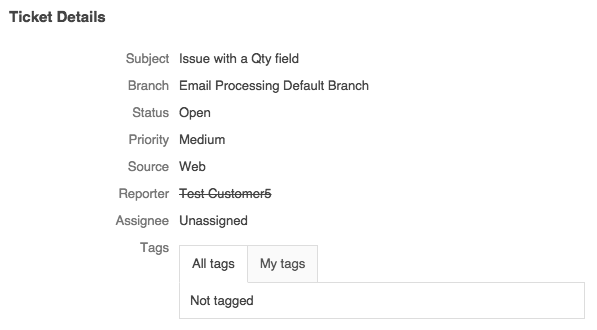 Ticket Details
Subject Issue with a Qty field
Branch Email Processing Default Branch
Status Open
Priority Medium
Source Web
Reporter Test Customer5
Assignee Unassigned
Tags
All tags My tags
Not tagged